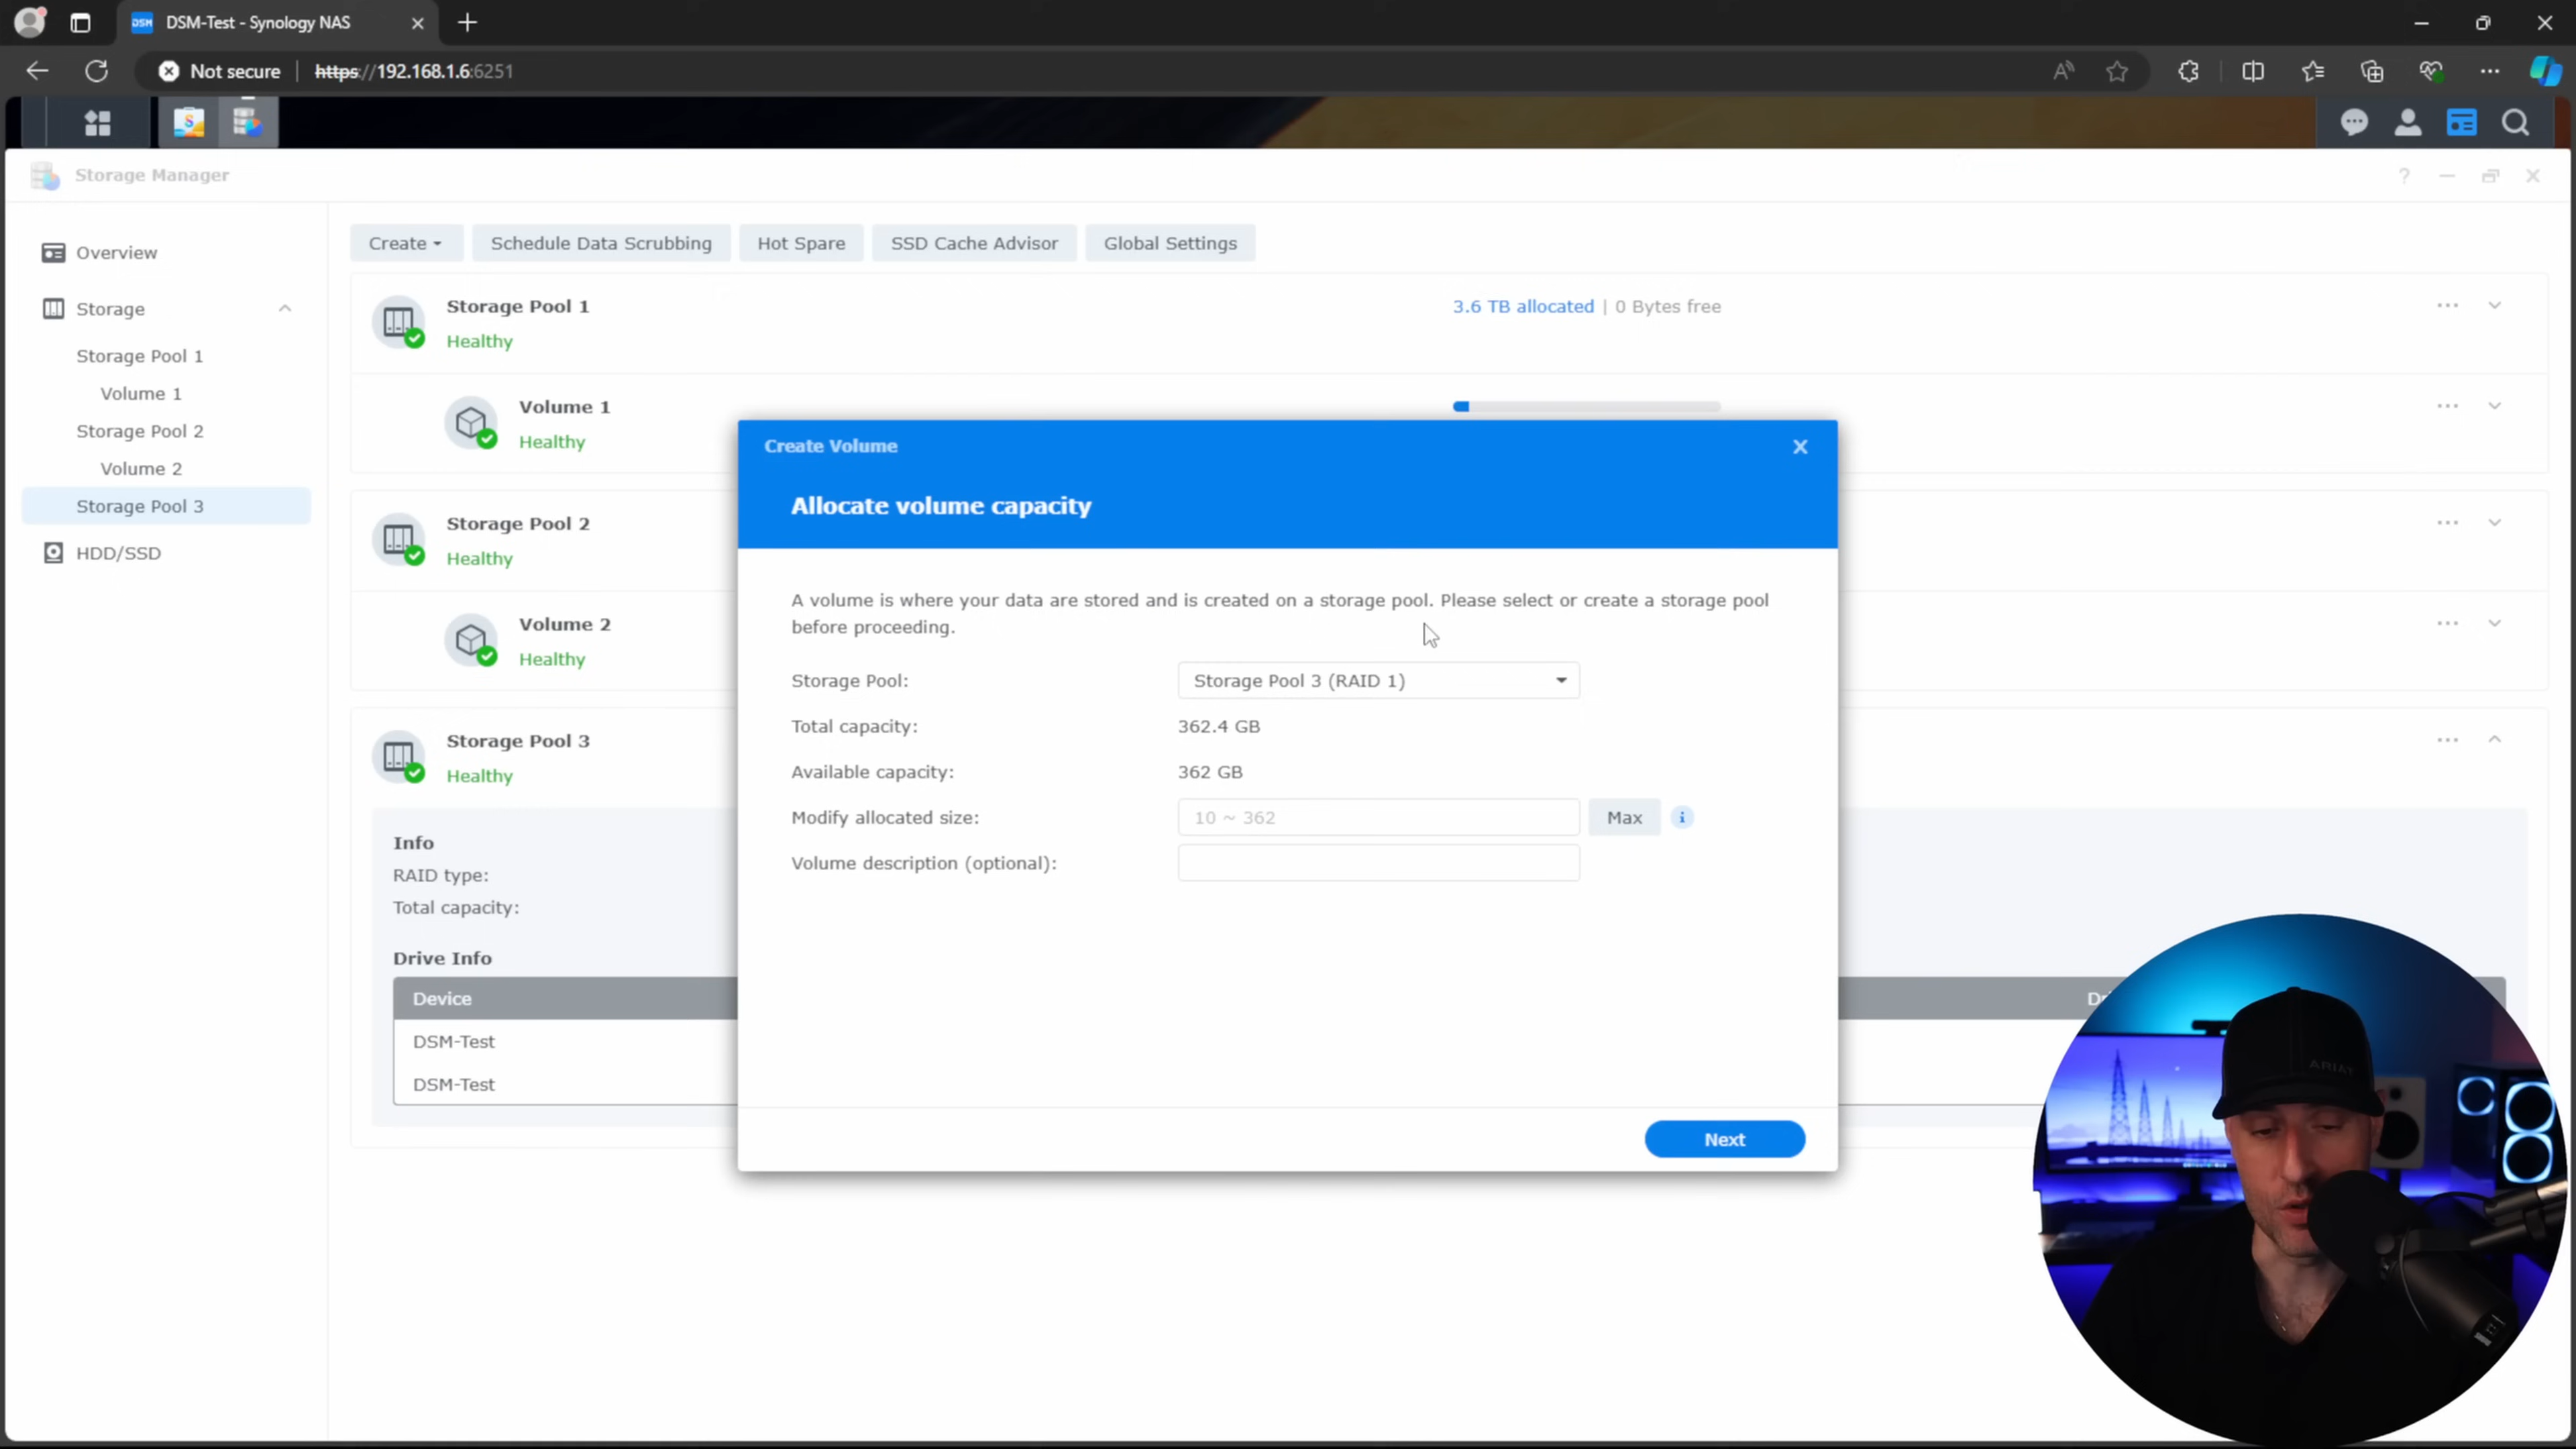 DSM-Test - Synology NAS
Not secure
https://192.168.1.6:6251
Storage Manager
Overview
Storage
Storage Pool 1
Volume 1
Storage Pool 2
Volume 2
Storage Pool 3
HDD/SSD
Create
Schedule Data Scrubbing
Hot Spare
SSD Cache Advisor
Global Settings
Storage Pool 1
3.6 TB allocated | 0 Bytes free
Healthy
Volume 1
Healthy
Storage Pool 2
Healthy
Volume 2
Healthy
Storage Pool 3
Healthy
Info
RAID type:
Total capacity:
Drive Info
Device
DSM-Test
DSM-Test
Create Volume
Allocate volume capacity
A volume is where your data are stored and is created on a storage pool. Please select or create a storage pool
before proceeding.
Storage Pool: Storage Pool 3 (RAID 1)
Total capacity: 362.4 GB
Available capacity: 362 GB
Modify allocated size: 10 ~ 362 Max
Volume description (optional):
Next
ARIAT